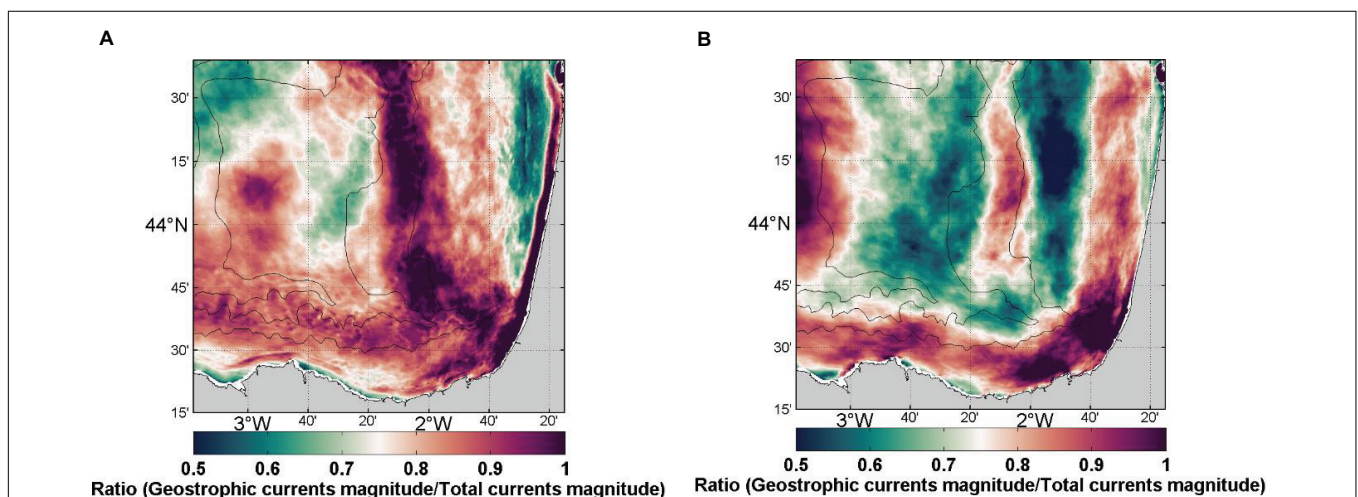 A
B
30'
15'
44°N
45'
30'
15'
3°W 40' 20' 2°W 40' 20'
0.5 0.6 0.7 0.8 0.9 1
Ratio (Geostrophic currents magnitude/Total currents magnitude)
30'
15'
44°N
45'
30'
15'
3°W 40' 20' 2°W 40' 20'
0.5 0.6 0.7 0.8 0.9 1
Ratio (Geostrophic currents magnitude/Total currents magnitude)